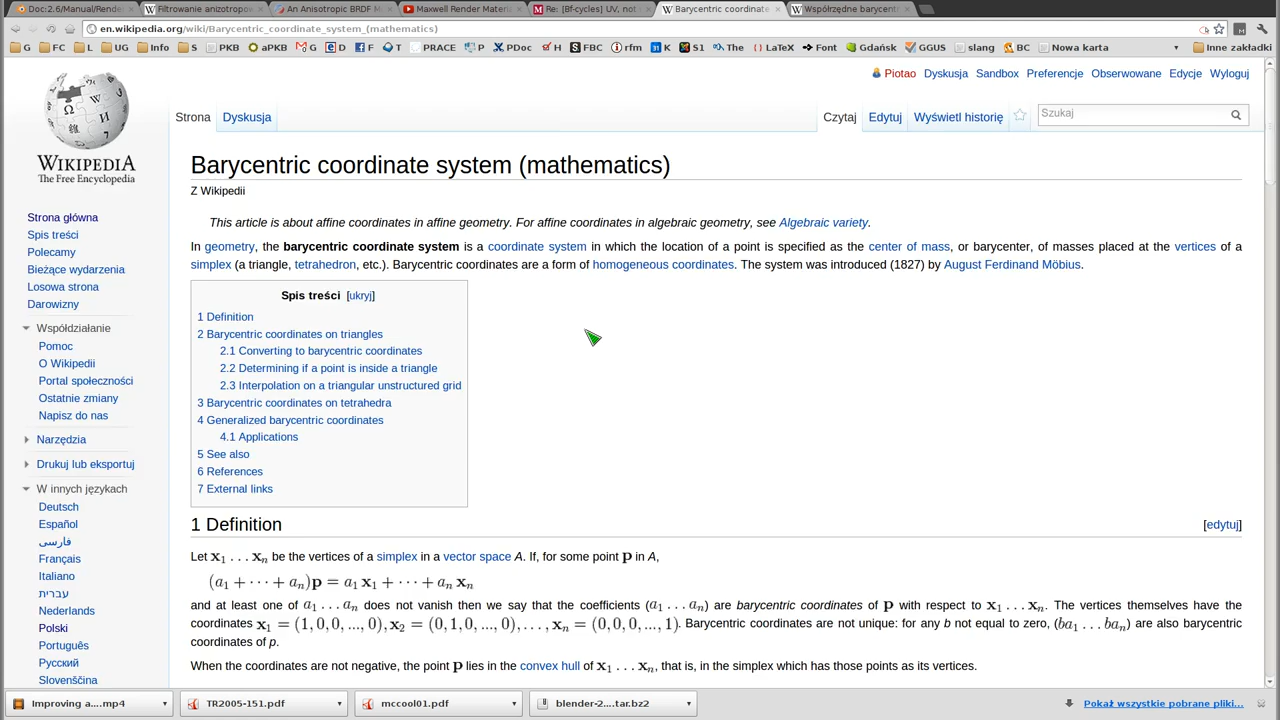 Doc:2.6/Manual/Render
Filtrowanie anizotropow
An Anisotropic BRDF M
Maxwell Render Materia
Re: [Bf-cycles] UV, not
Barycentric coordinate
Współrzędne barycentr
en.wikipedia.org/wiki/Barycentric_coordinate_system_(mathematics)
G FC L UG Info S PKB aPKB G D F T PRACE P PDoc H FBC rfm 31 K S1 The LaTeX Font Gdańsk GGUS slang BC Nowa karta Inne zakładki
Piotao Dyskusja Sandbox Preferencje Obserwowane Edycje Wyloguj
Strona Dyskusja Czytaj Edytuj Wyświetl historię Szukaj
WIKIPEDIA
The Free Encyclopedia
Strona główna
Spis treści
Polecamy
Bieżące wydarzenia
Losowa strona
Darowizny
Współdziałanie
Pomoc
O Wikipedii
Portal społeczności
Ostatnie zmiany
Napisz do nas
Narzędzia
Drukuj lub eksportuj
W innych językach
Deutsch
Español
فارسی
Français
Italiano
עברית
Nederlands
Polski
Português
Русский
Slovenščina
Barycentric coordinate system (mathematics)
Z Wikipedii
This article is about affine coordinates in affine geometry. For affine coordinates in algebraic geometry, see Algebraic variety.
In geometry, the barycentric coordinate system is a coordinate system in which the location of a point is specified as the center of mass, or barycenter, of masses placed at the vertices of a
simplex (a triangle, tetrahedron, etc.). Barycentric coordinates are a form of homogeneous coordinates. The system was introduced (1827) by August Ferdinand Möbius.
Spis treści [ukryj]
1 Definition
2 Barycentric coordinates on triangles
2.1 Converting to barycentric coordinates
2.2 Determining if a point is inside a triangle
2.3 Interpolation on a triangular unstructured grid
3 Barycentric coordinates on tetrahedra
4 Generalized barycentric coordinates
4.1 Applications
5 See also
6 References
7 External links
1 Definition [edytuj]
Let x₁ . . . xₙ be the vertices of a simplex in a vector space A. If, for some point p in A,
(a₁ + · · · + aₙ)p = a₁ x₁ + · · · + aₙ xₙ
and at least one of a₁ . . . aₙ does not vanish then we say that the coefficients (a₁ . . . aₙ) are barycentric coordinates of p with respect to x₁ . . . xₙ. The vertices themselves have the
coordinates x₁ = (1, 0, 0, ..., 0), x₂ = (0, 1, 0, ..., 0), . . . , xₙ = (0, 0, 0, ..., 1). Barycentric coordinates are not unique: for any b not equal to zero, (ba₁ . . . baₙ) are also barycentric
coordinates of p.
When the coordinates are not negative, the point p lies in the convex hull of x₁ . . . xₙ, that is, in the simplex which has those points as its vertices.
Improving a....mp4 TR2005-151.pdf mccool01.pdf blender-2....tar.bz2 Pokaż wszystkie pobrane pliki...